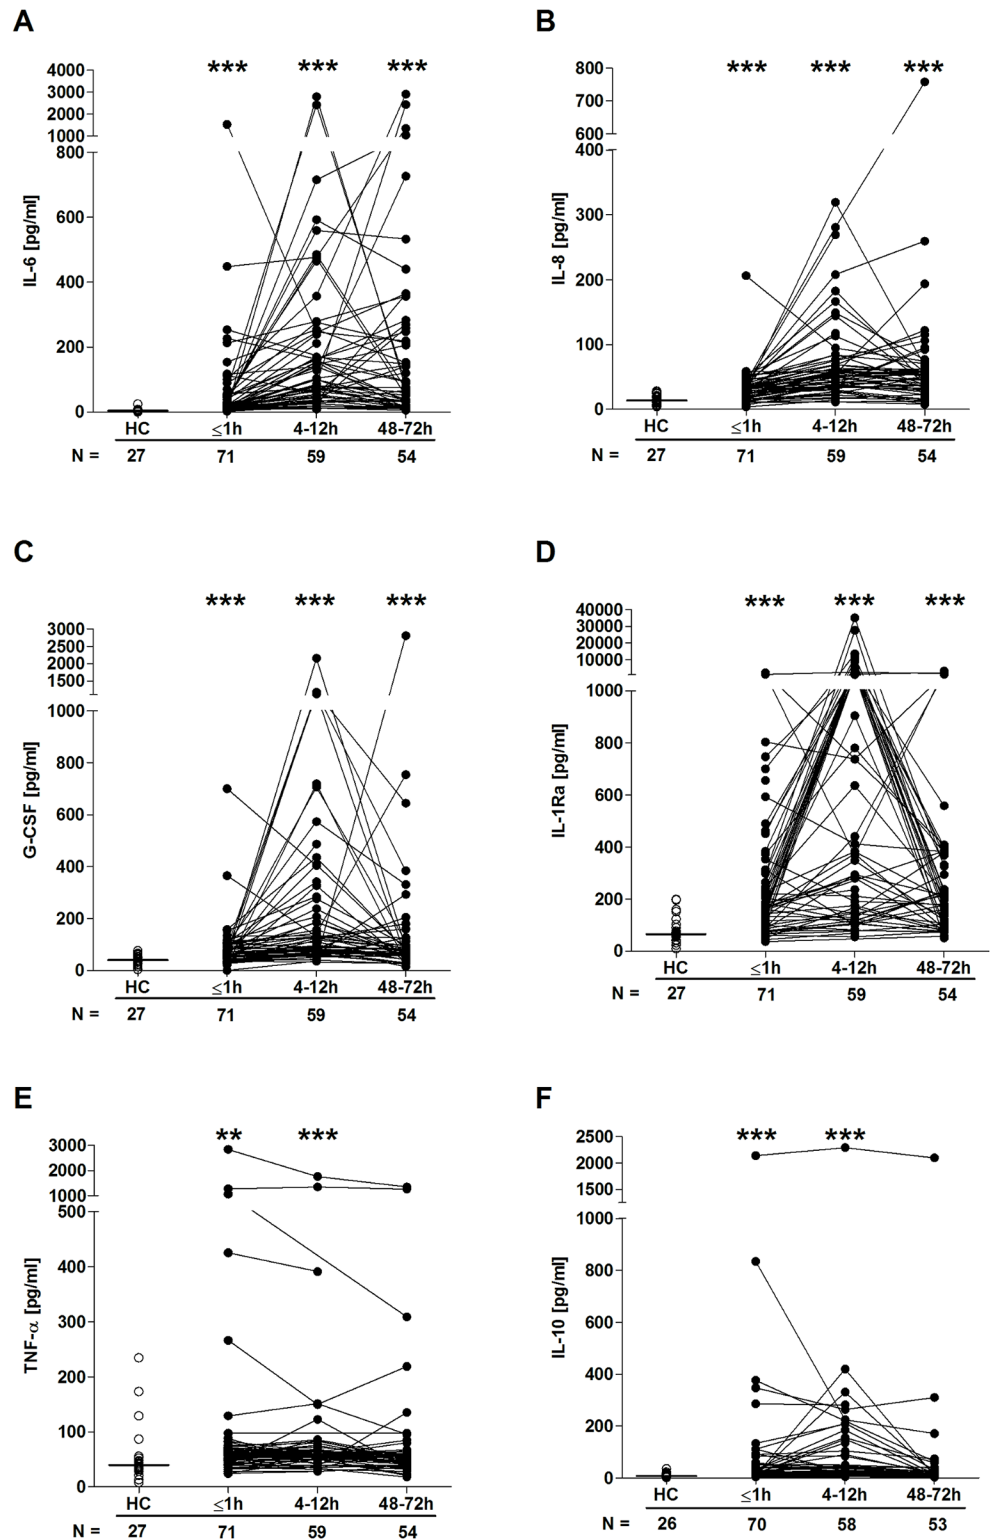 A
*** *** ***
4000
3000
2000
1000
800
600
400
200
0
IL-6 [pg/ml]
HC ≤1h 4-12h 48-72h
N = 27 71 59 54
B
*** *** ***
800
700
600
400
300
200
100
0
IL-8 [pg/ml]
HC ≤1h 4-12h 48-72h
N = 27 71 59 54
C
*** *** ***
3000
2500
2000
1500
1000
800
600
400
200
0
G-CSF [pg/ml]
HC ≤1h 4-12h 48-72h
N = 27 71 59 54
D
*** *** ***
40000
30000
20000
10000
1000
800
600
400
200
0
IL-1Ra [pg/ml]
HC ≤1h 4-12h 48-72h
N = 27 71 59 54
E
** ***
3000
2000
1000
500
400
300
200
100
0
TNF-α [pg/ml]
HC ≤1h 4-12h 48-72h
N = 27 71 59 54
F
*** ***
2500
2000
1500
1000
800
600
400
200
0
IL-10 [pg/ml]
HC ≤1h 4-12h 48-72h
N = 26 70 58 53